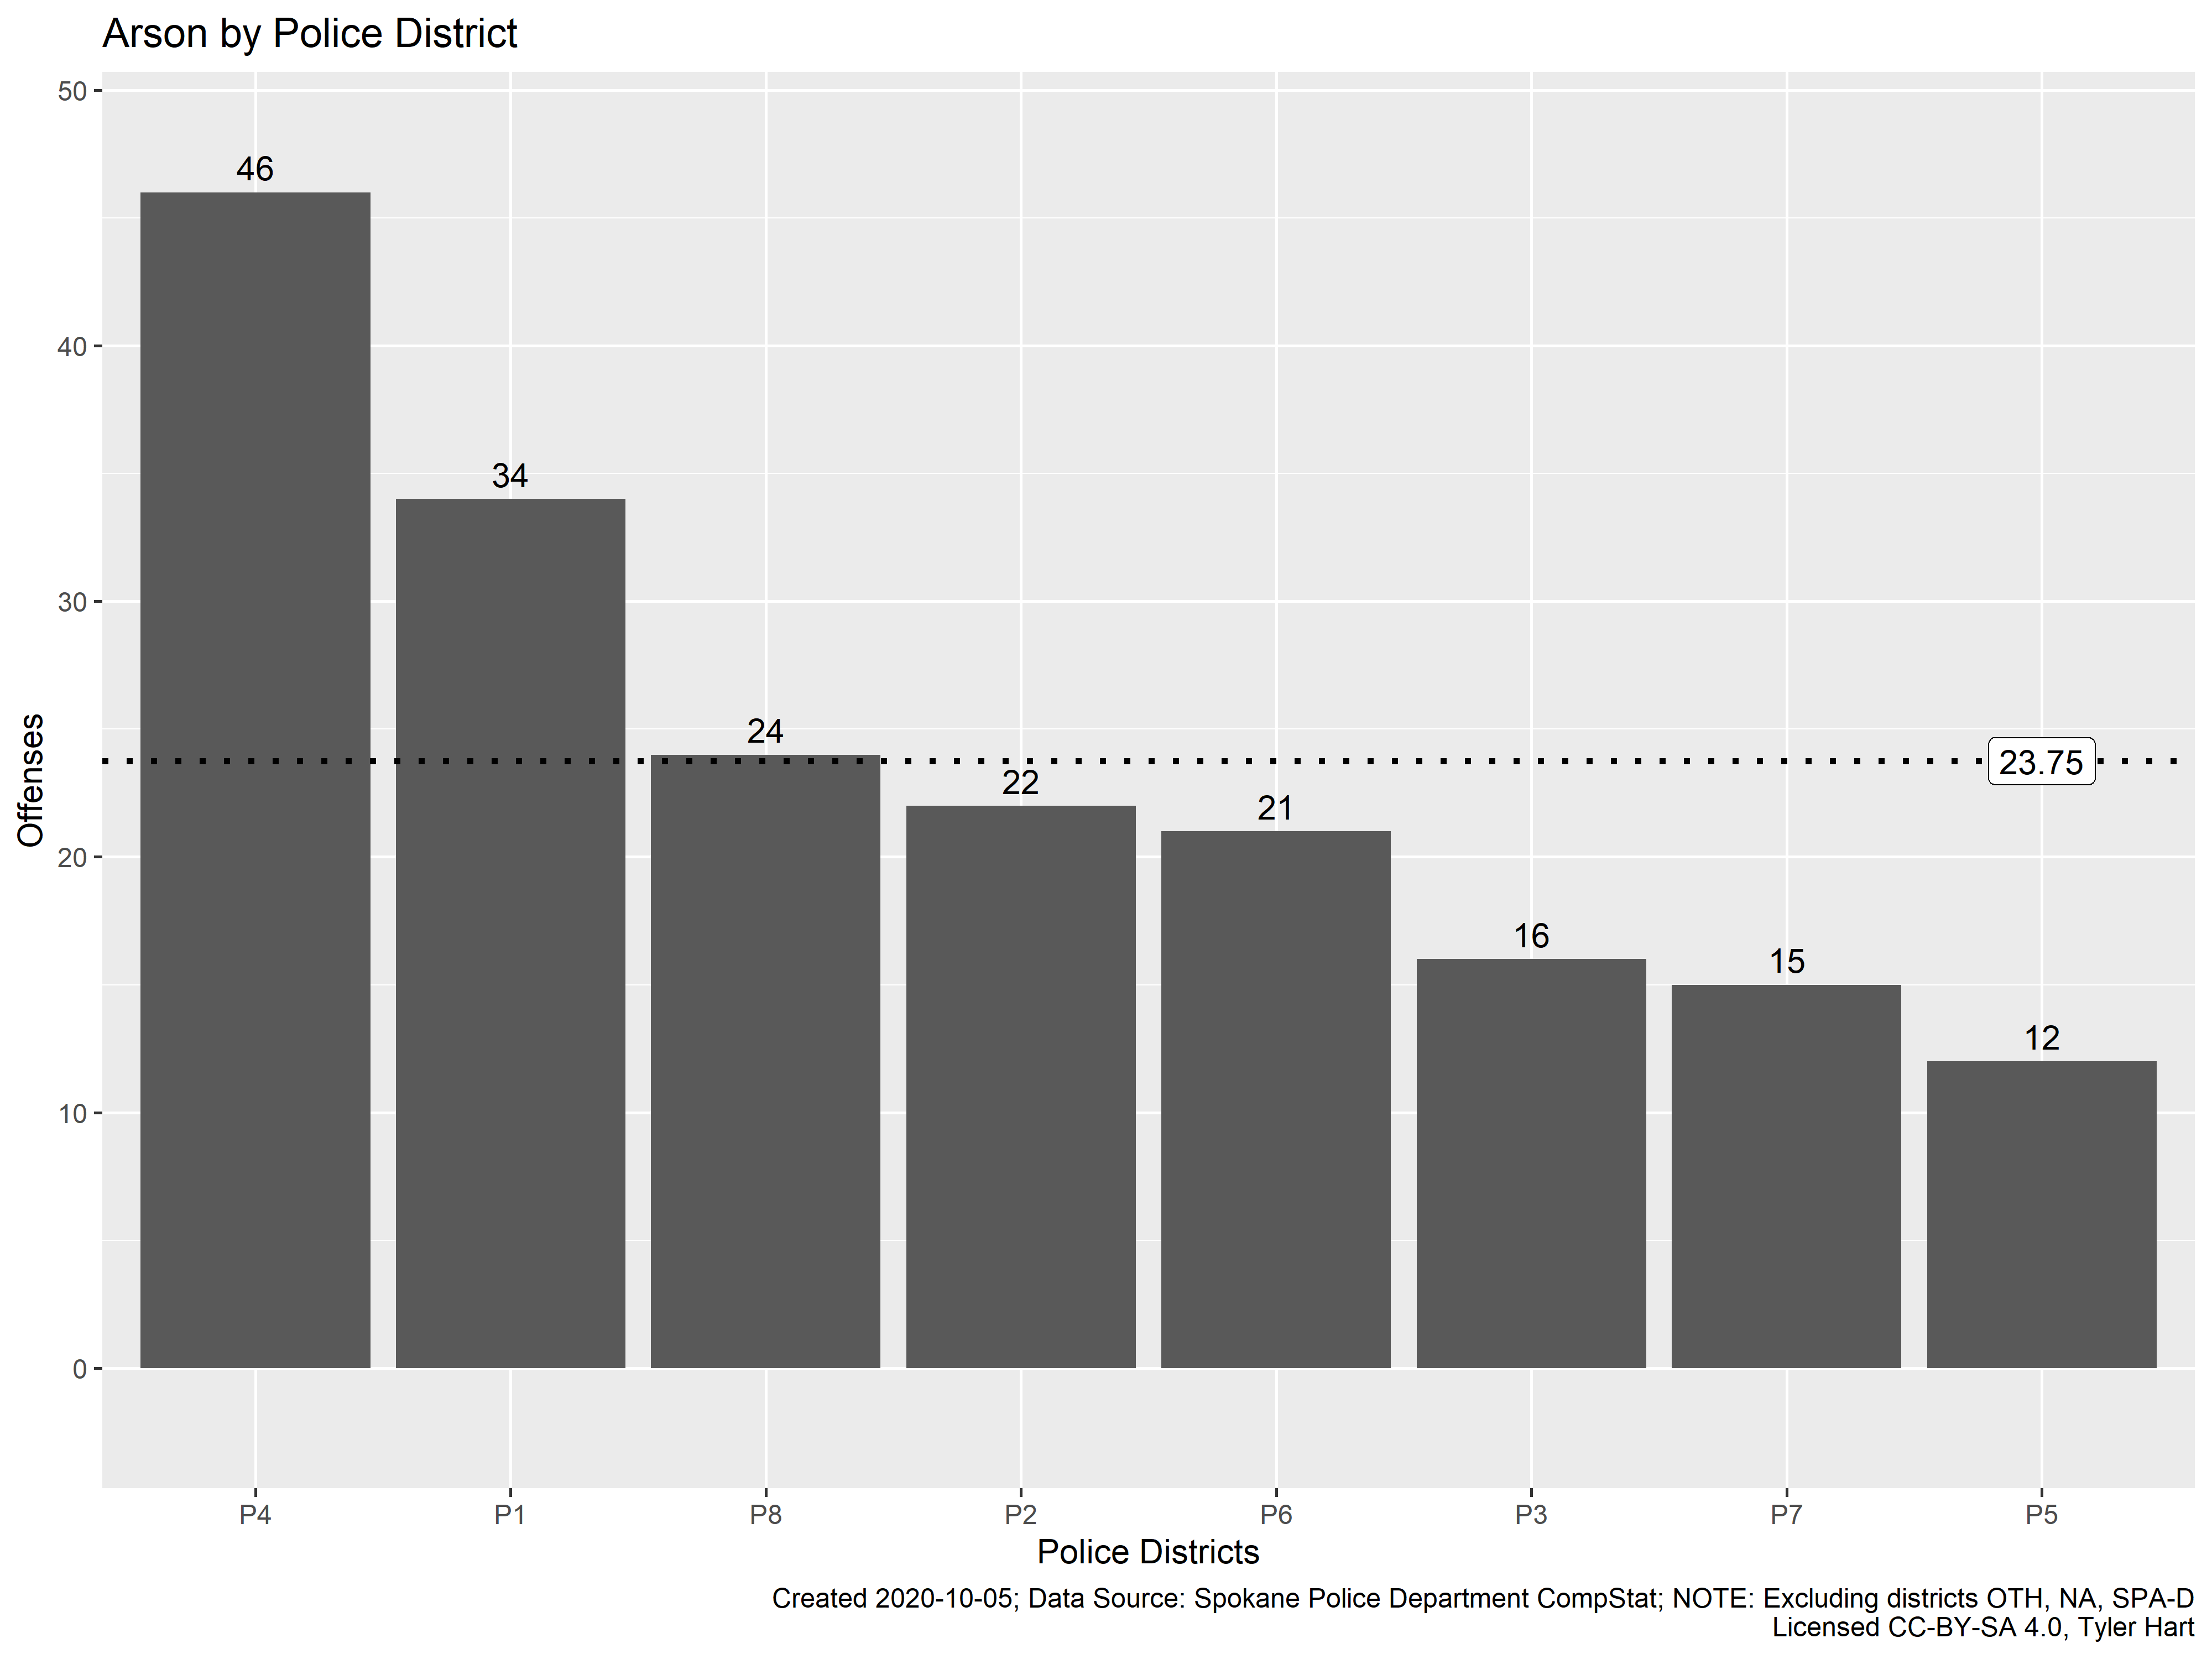 Arson by Police District
50
46
40
34
30
24
23.75
22
21
20
16
15
12
10
0
Offenses
P4 P1 P8 P2 P6 P3 P7 P5
Police Districts
Created 2020-10-05; Data Source: Spokane Police Department CompStat; NOTE: Excluding districts OTH, NA, SPA-D
Licensed CC-BY-SA 4.0, Tyler Hart